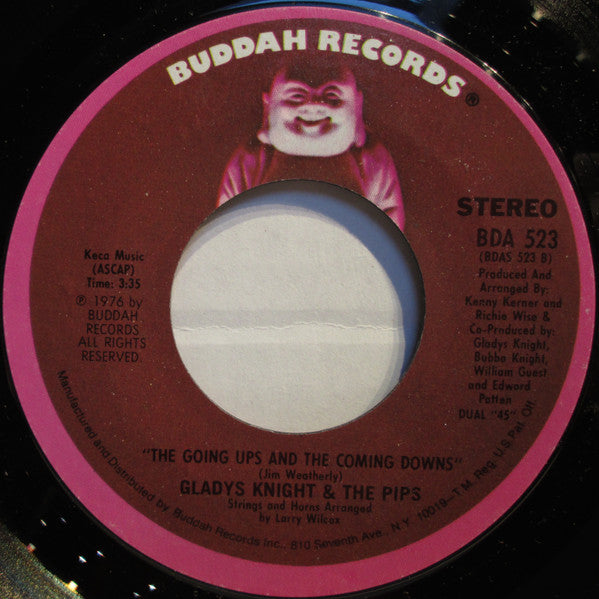 BUDDAH RECORDS®
STEREO
BDA 523
(BDAS 523 B)
Produced And
Arranged By:
Kenny Kerner and
Richie Wise &
Co-Produced by:
Gladys Knight,
Bubba Knight,
William Guest
and Edward
Patten
DUAL "45"
Keca Music
(ASCAP)
Time: 3:35
℗ 1976 by
BUDDAH
RECORDS
ALL RIGHTS
RESERVED.
"THE GOING UPS AND THE COMING DOWNS"
(Jim Weatherly)
GLADYS KNIGHT & THE PIPS
Strings and Horns Arranged
by Larry Wilcox
Manufactured and Distributed by Buddah Records Inc., 810 Seventh Ave., N.Y. 10019—T.M. Reg. U.S. Pat. Off.